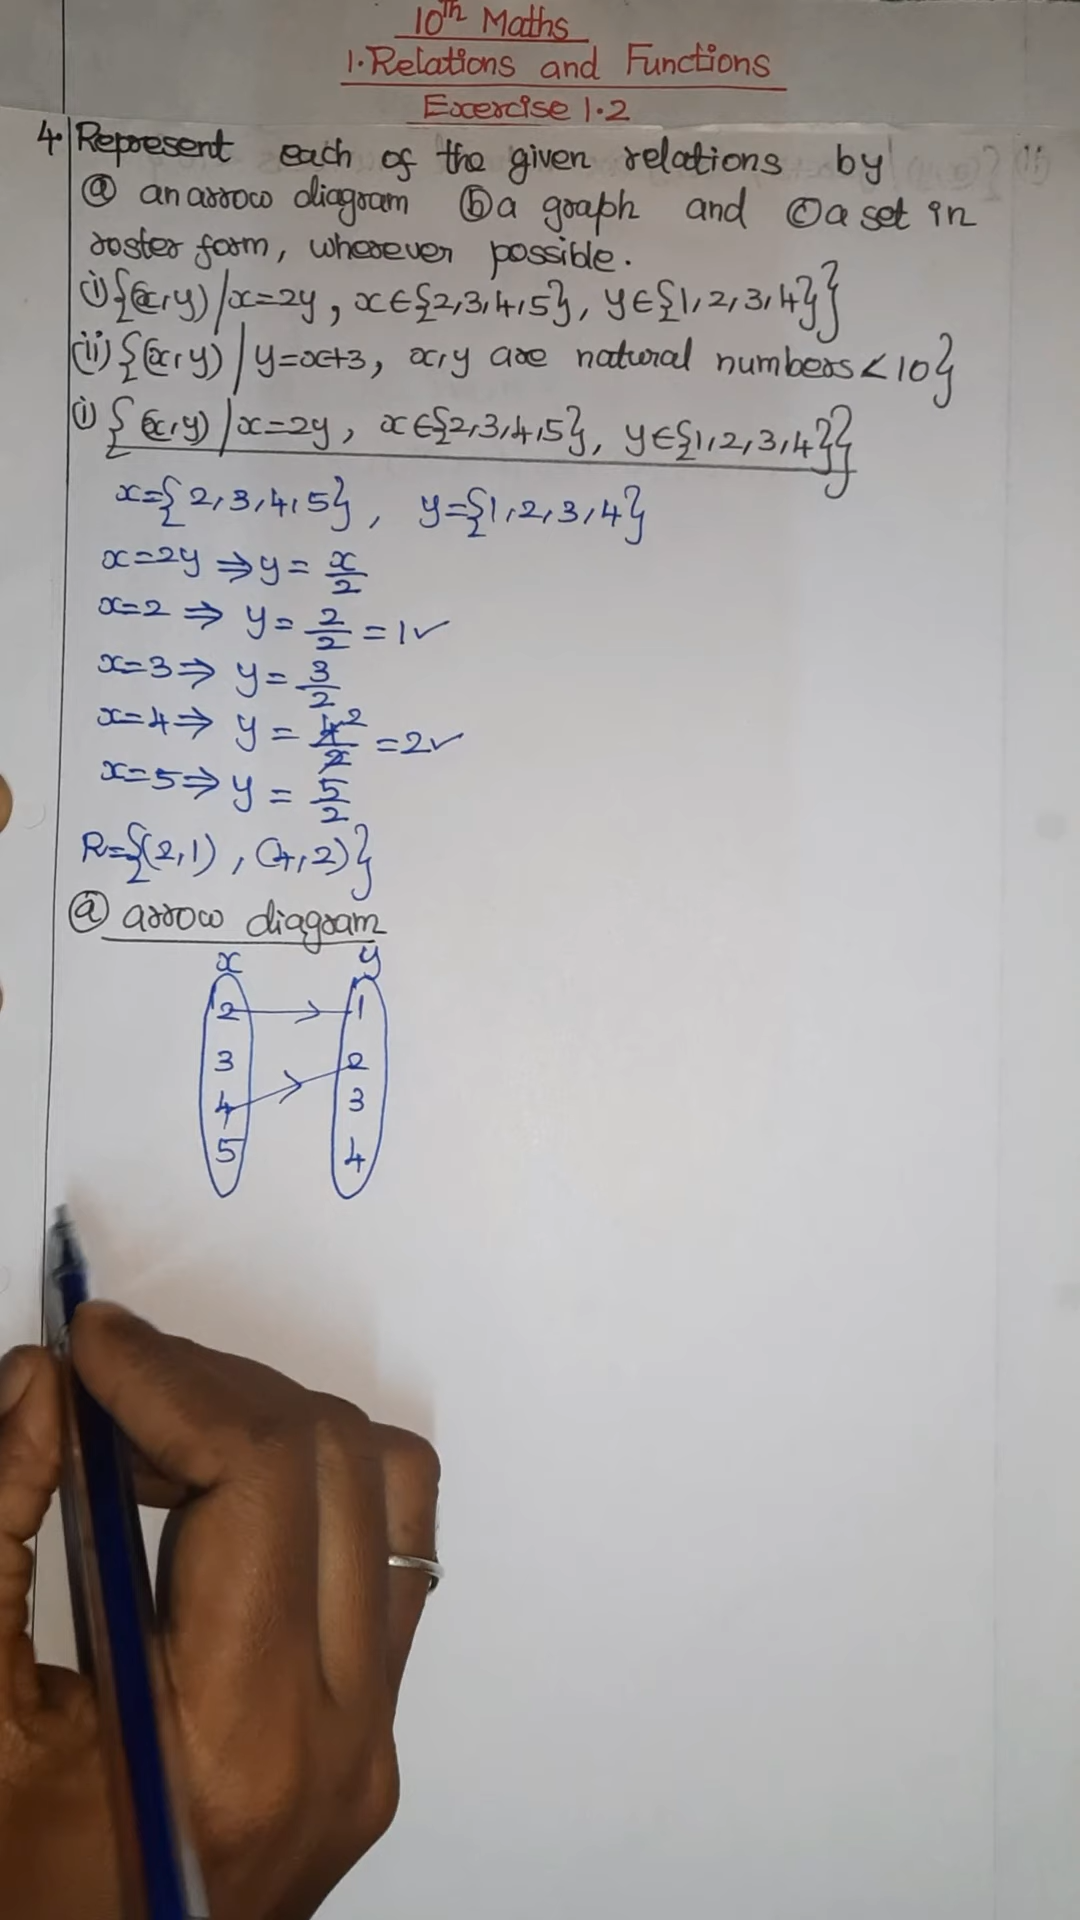 10th Maths
1. Relations and Functions
Exercise 1.2
4. Represent each of the given relations by
ⓐ an arrow diagram ⓑ a graph and ⓒ a set in
roster form, wherever possible.
(i) {(x,y)/x=2y, x∈{2,3,4,5}, y∈{1,2,3,4}}
(ii) {(x,y)/y=x+3, x,y are natural numbers<10}
(i) {(x,y)/x=2y, x∈{2,3,4,5}, y∈{1,2,3,4}}
x={2,3,4,5}, y={1,2,3,4}
x=2y ⇒ y = x/2
x=2 ⇒ y = 2/2 = 1✓
x=3 ⇒ y = 3/2
x=4 ⇒ y = 4̸²/2̸ = 2✓
x=5 ⇒ y = 5/2
R={(2,1), (4,2)}
ⓐ arrow diagram
x y
2 1
3 2
4 3
5 4